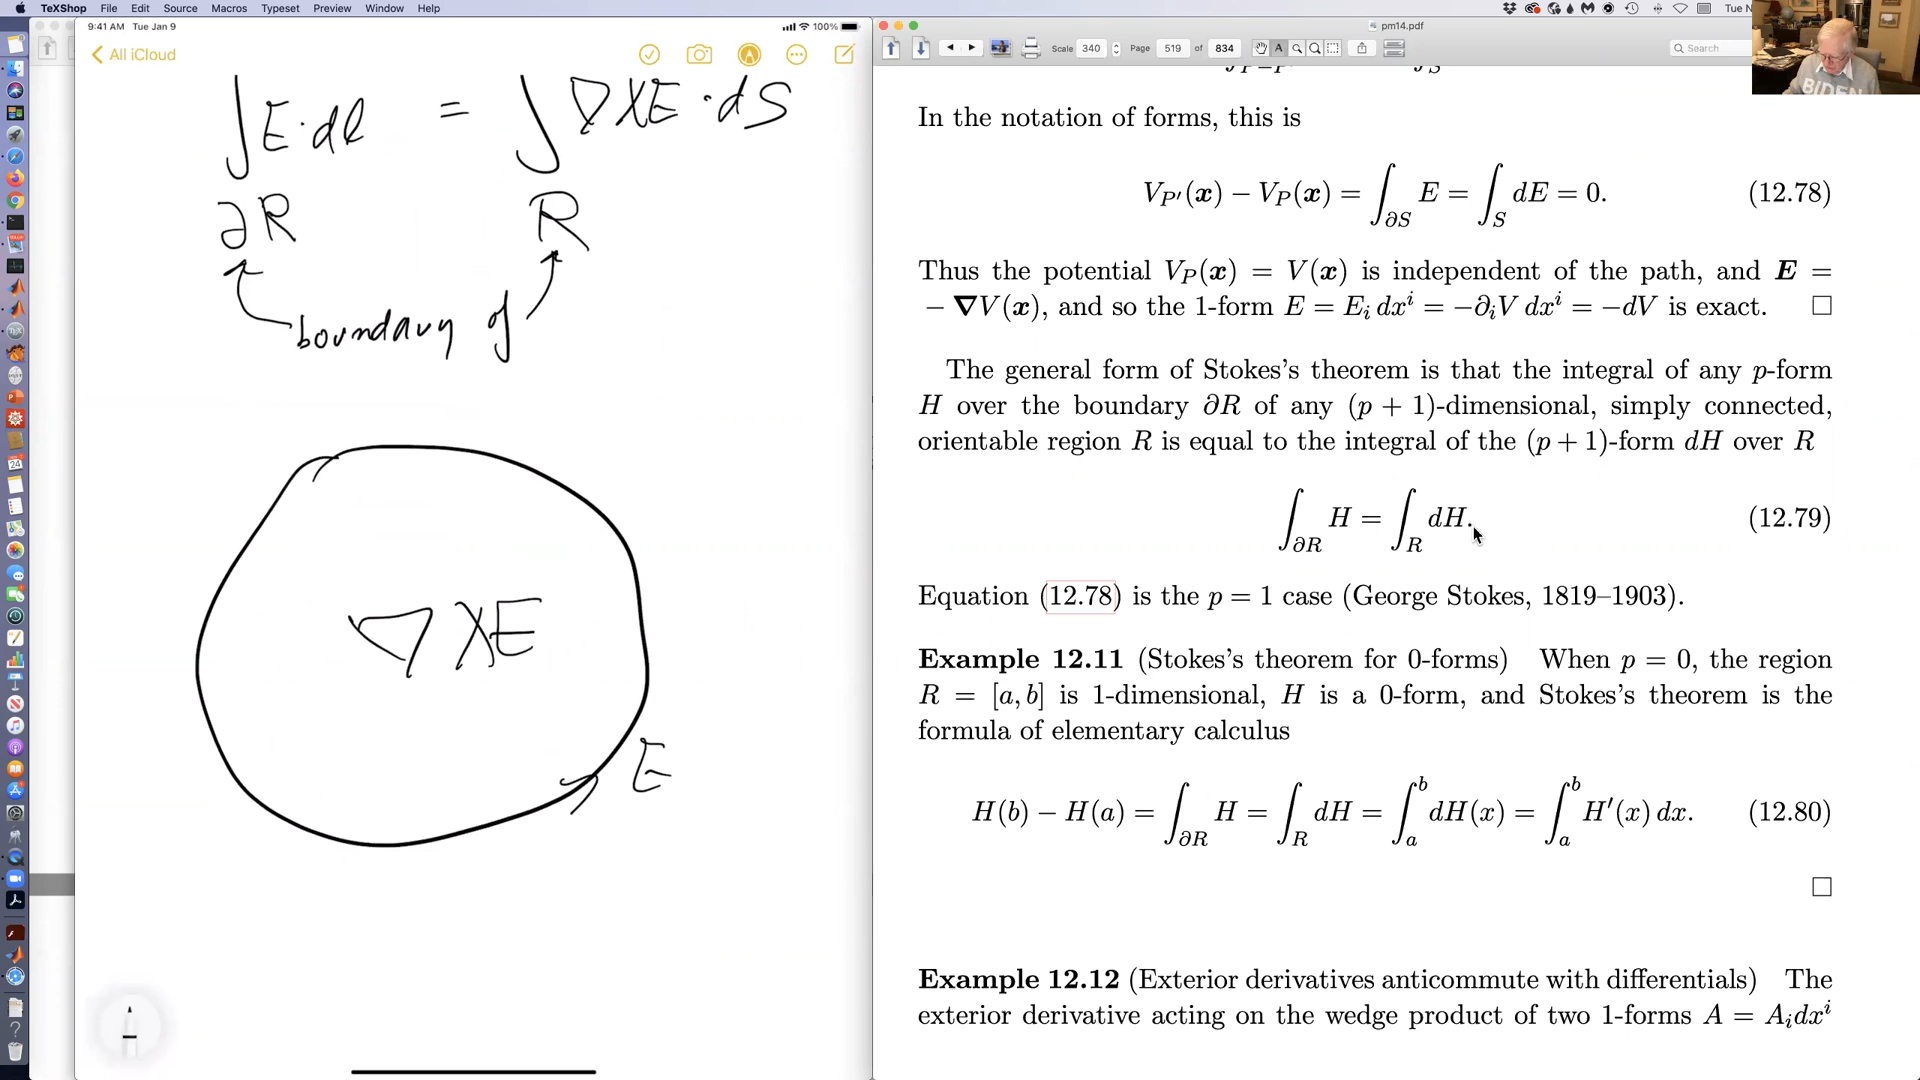 TeXShop File Edit Source Macros Typeset Preview Window Help
9:41 AM Tue Jan 9
100%
All iCloud
∫E·dl = ∫∇XE·dS
∂R R
boundary of
∇XE
E
pm14.pdf
Scale 340 Page 519 of 834
Search
In the notation of forms, this is
V_{P'}(x) − V_P(x) = ∫_{∂S} E = ∫_S dE = 0. (12.78)
Thus the potential V_P(x) = V(x) is independent of the path, and E =
− ∇V(x), and so the 1-form E = E_i dx^i = −∂_iV dx^i = −dV is exact. □
The general form of Stokes's theorem is that the integral of any p-form
H over the boundary ∂R of any (p + 1)-dimensional, simply connected,
orientable region R is equal to the integral of the (p + 1)-form dH over R
∫_{∂R} H = ∫_R dH. (12.79)
Equation (12.78) is the p = 1 case (George Stokes, 1819–1903).
Example 12.11 (Stokes's theorem for 0-forms) When p = 0, the region
R = [a, b] is 1-dimensional, H is a 0-form, and Stokes's theorem is the
formula of elementary calculus
H(b) − H(a) = ∫_{∂R} H = ∫_R dH = ∫_a^b dH(x) = ∫_a^b H'(x) dx. (12.80)
□
Example 12.12 (Exterior derivatives anticommute with differentials) The
exterior derivative acting on the wedge product of two 1-forms A = A_i dx^i
BIDEN